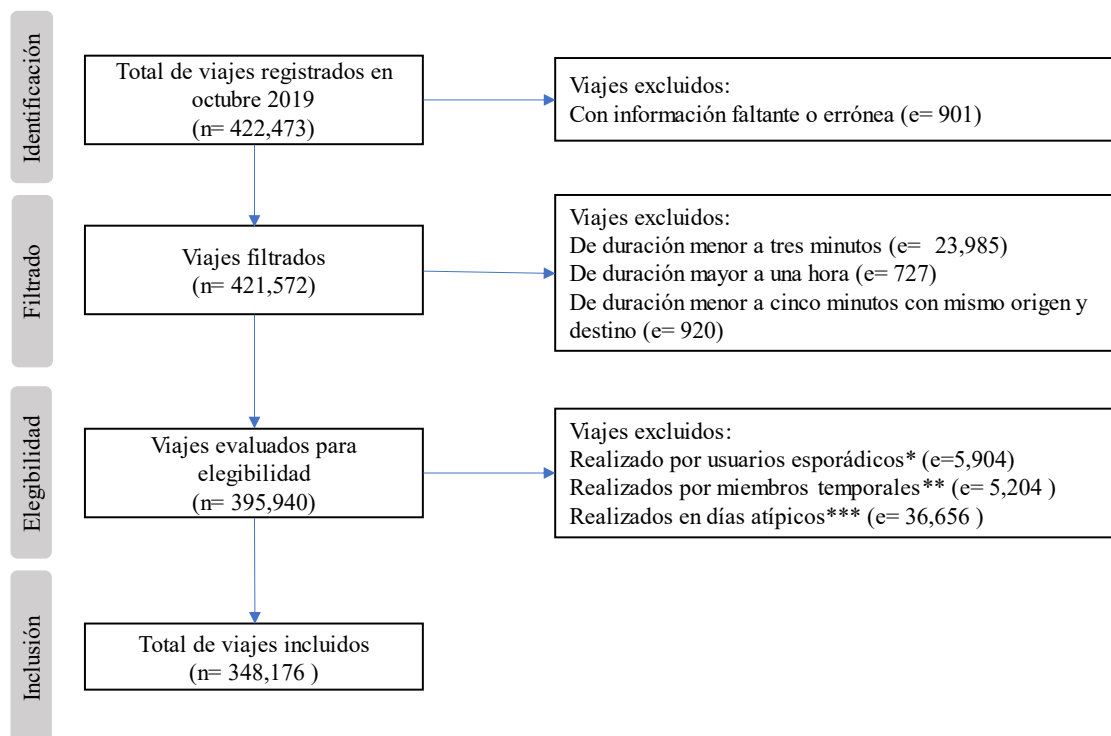 Identificación
Total de viajes registrados en
octubre 2019
(n= 422,473)
Viajes excluidos:
Con información faltante o errónea (e= 901)
Filtrado
Viajes filtrados
(n= 421,572)
Viajes excluidos:
De duración menor a tres minutos (e=  23,985)
De duración mayor a una hora (e= 727)
De duración menor a cinco minutos con mismo origen y
destino (e= 920)
Elegibilidad
Viajes evaluados para
elegibilidad
(n= 395,940)
Viajes excluidos:
Realizado por usuarios esporádicos* (e=5,904)
Realizados por miembros temporales** (e= 5,204 )
Realizados en días atípicos*** (e= 36,656 )
Inclusión
Total de viajes incluidos
(n= 348,176 )